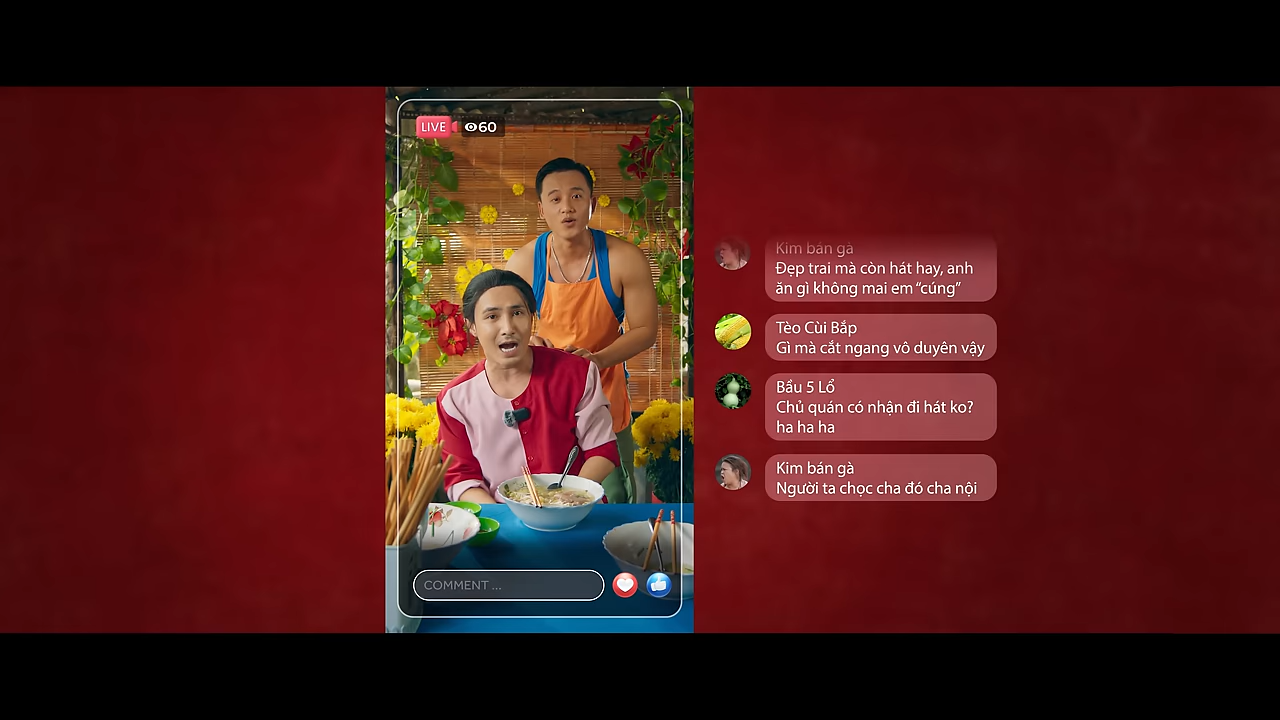 LIVE 60
Kim bán gà
Đẹp trai mà còn hát hay, anh
ăn gì không mai em “cúng”
Tèo Cùi Bắp
Gì mà cắt ngang vô duyên vậy
Bầu 5 Lổ
Chủ quán có nhận đi hát ko?
ha ha ha
Kim bán gà
Người ta chọc cha đó cha nội
COMMENT ...